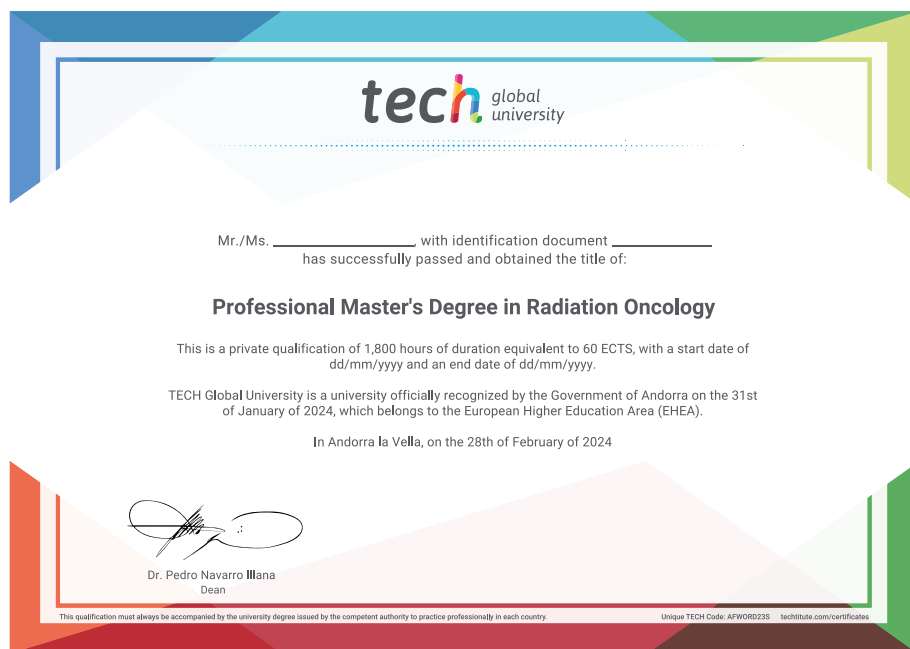 tech global university
Mr./Ms. ____________, with identification document ____________
has successfully passed and obtained the title of:
Professional Master's Degree in Radiation Oncology
This is a private qualification of 1,800 hours of duration equivalent to 60 ECTS, with a start date of
dd/mm/yyyy and an end date of dd/mm/yyyy.
TECH Global University is a university officially recognized by the Government of Andorra on the 31st
of January of 2024, which belongs to the European Higher Education Area (EHEA).
In Andorra la Vella, on the 28th of February of 2024
Dr. Pedro Navarro Illana
Dean
This qualification must always be accompanied by the university degree issued by the competent authority to practice professionally in each country.
Unique TECH Code: AFWORD23S techtitute.com/certificates